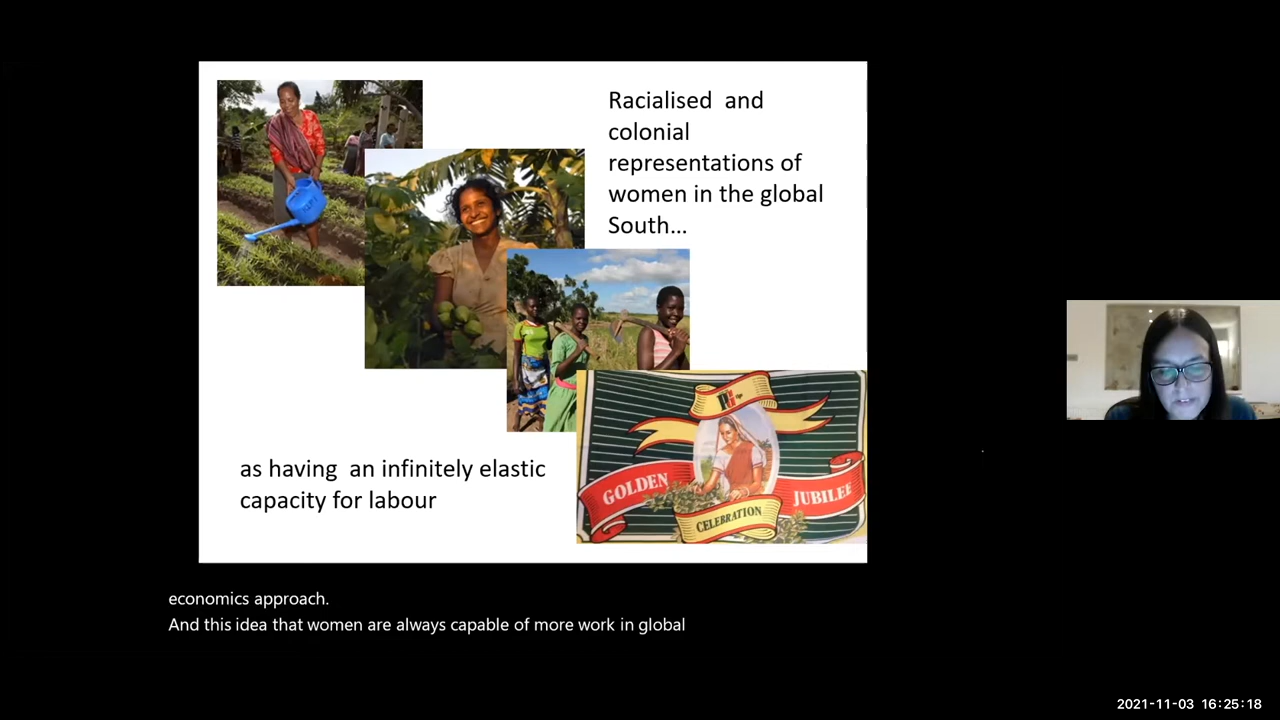 Racialised and
colonial
representations of
women in the global
South...
as having an infinitely elastic
capacity for labour
GOLDEN
JUBILEE
CELEBRATION
economics approach.
And this idea that women are always capable of more work in global
2021-11-03 16:25:18